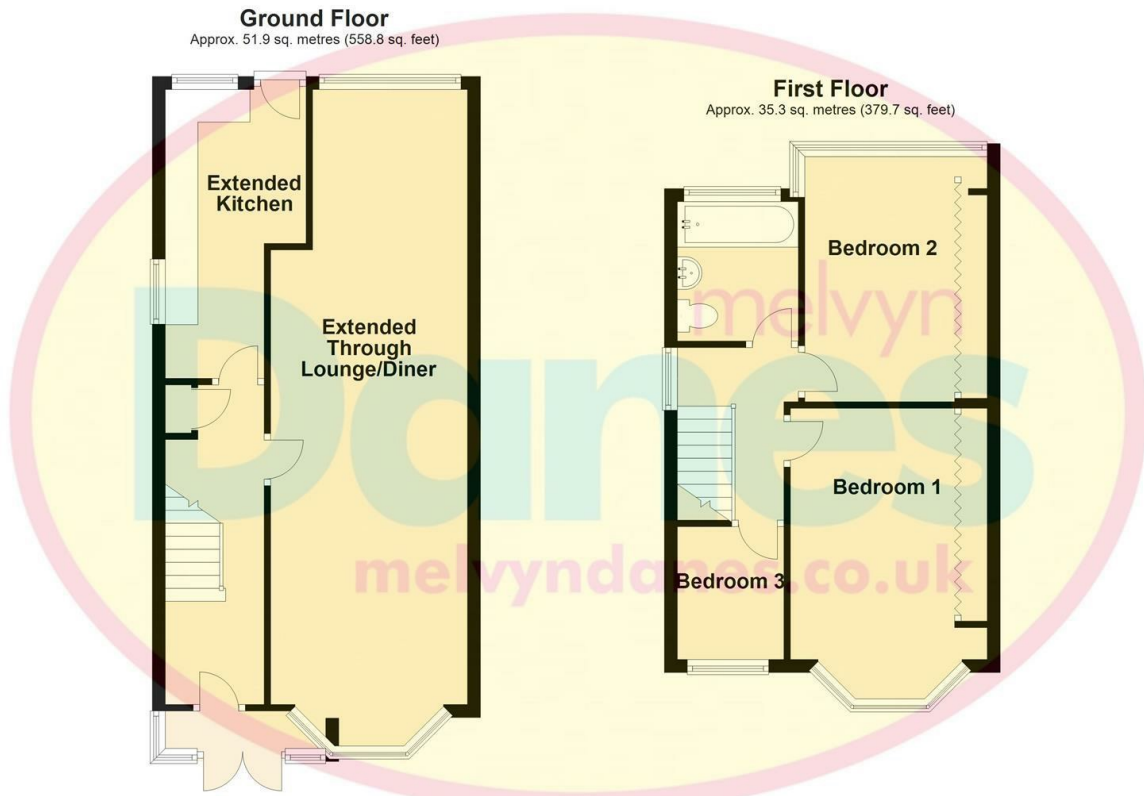 Ground Floor
Approx. 51.9 sq. metres (558.8 sq. feet)
Extended
Kitchen
Extended
Through
Lounge/Diner
First Floor
Approx. 35.3 sq. metres (379.7 sq. feet)
Bedroom 2
Bedroom 1
Bedroom 3
melvyn
Danes
melvyndanes.co.uk